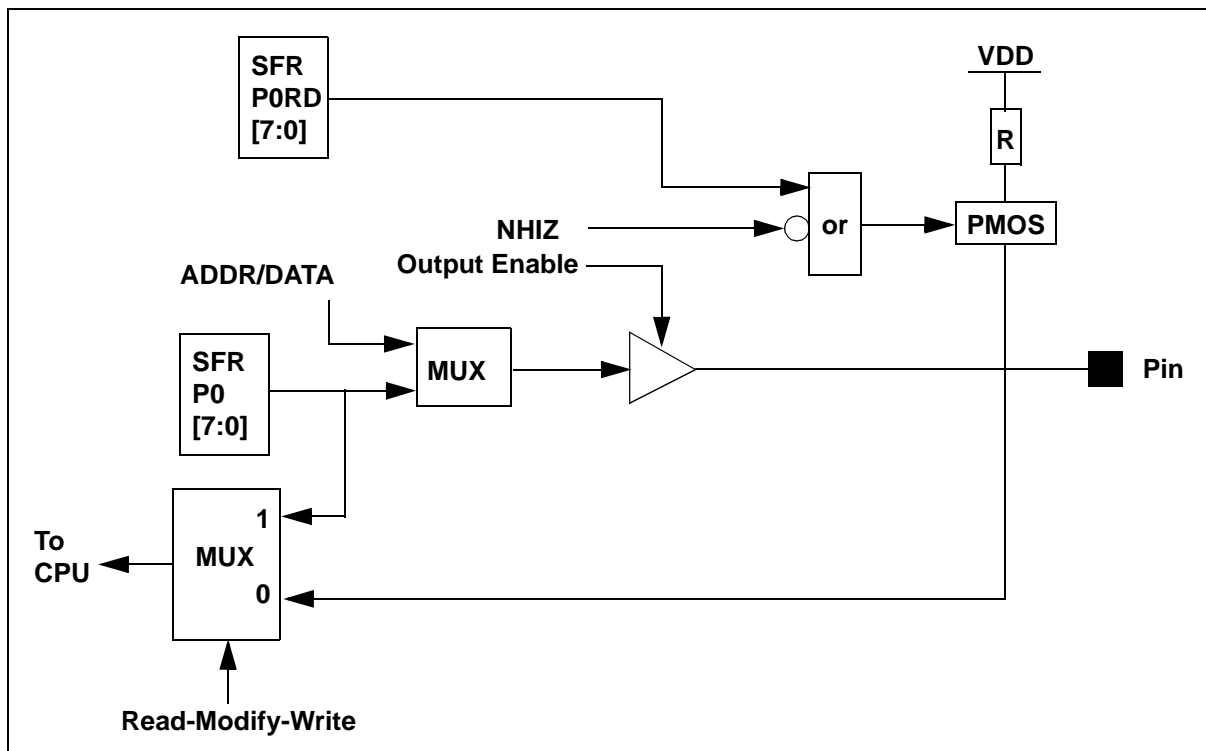 SFR
P0RD
[7:0]
VDD
R
or
PMOS
NHIZ
Output Enable
ADDR/DATA
SFR
P0
[7:0]
MUX
Pin
1
MUX
0
To
CPU
Read-Modify-Write